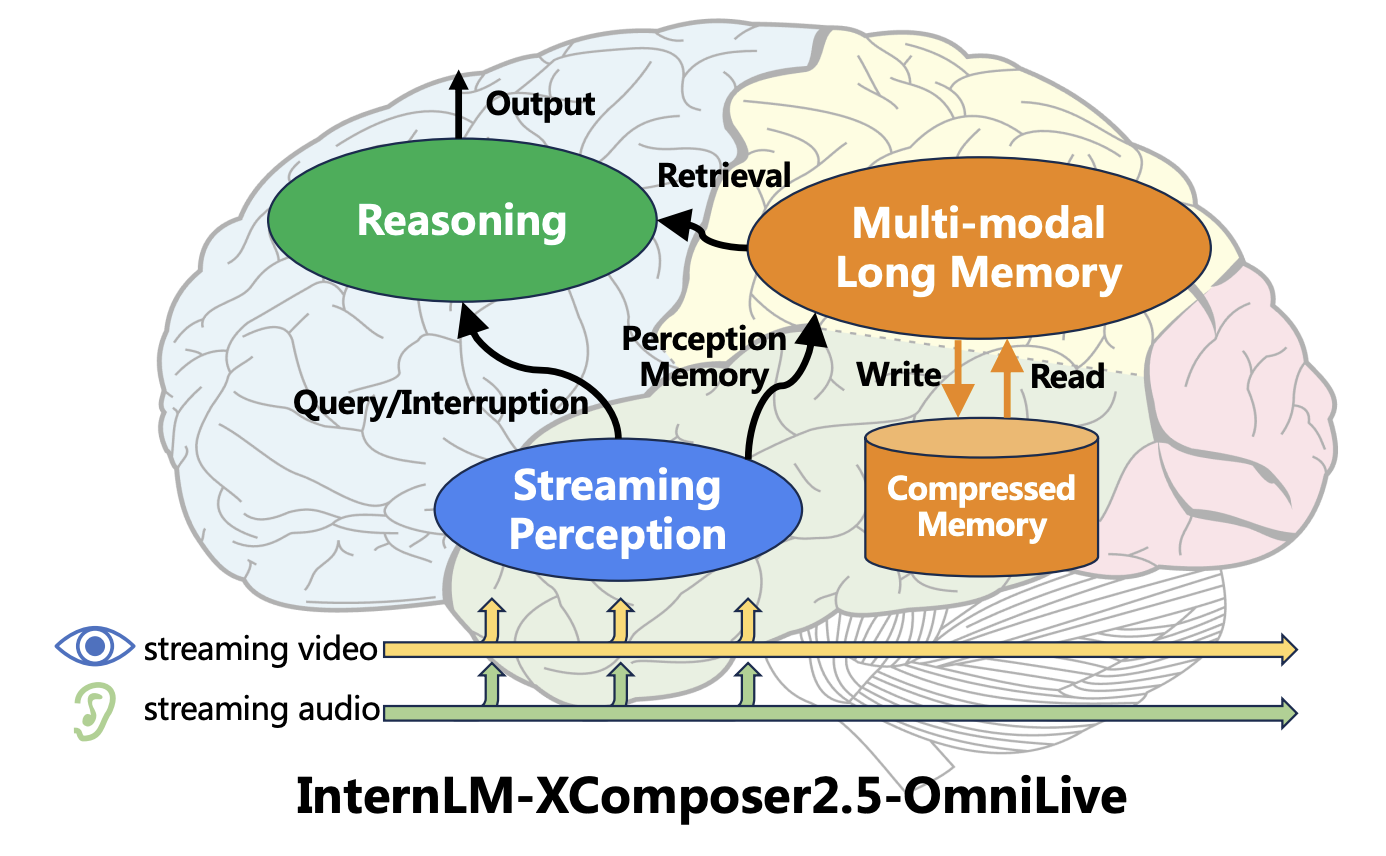 Output
Reasoning
Retrieval
Multi-modal
Long Memory
Perception
Memory
Query/Interruption
Write
Read
Streaming
Perception
Compressed
Memory
streaming video
streaming audio
InternLM-XComposer2.5-OmniLive